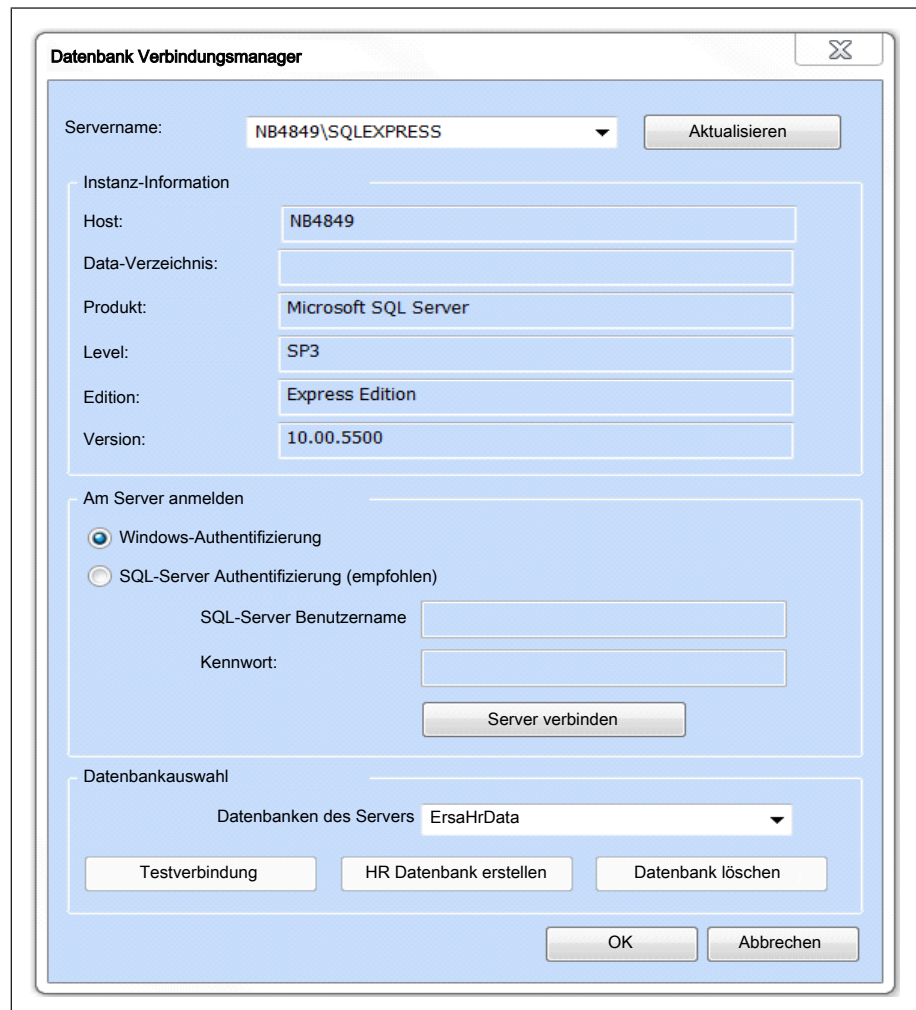 Datenbank Verbindungsmanager
Servername: NB4849\SQLEXPRESS Aktualisieren
Instanz-Information
Host: NB4849
Data-Verzeichnis:
Produkt: Microsoft SQL Server
Level: SP3
Edition: Express Edition
Version: 10.00.5500
Am Server anmelden
Windows-Authentifizierung
SQL-Server Authentifizierung (empfohlen)
SQL-Server Benutzername
Kennwort:
Server verbinden
Datenbankauswahl
Datenbanken des Servers ErsaHrData
Testverbindung HR Datenbank erstellen Datenbank löschen
OK Abbrechen